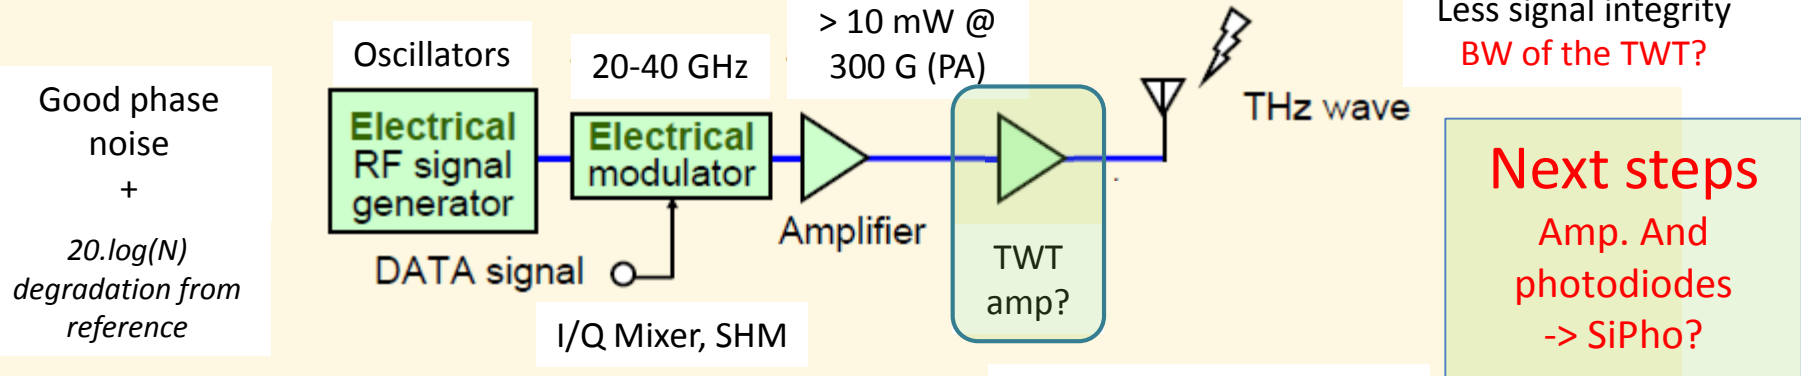 Good phase
noise
+
20.log(N)
degradation from
reference
Oscillators
Electrical
RF signal
generator
20-40 GHz
Electrical
modulator
DATA signal
I/Q Mixer, SHM
> 10 mW @
300 G (PA)
Amplifier
TWT
amp?
THz wave
Less signal integrity
BW of the TWT?
Next steps
Amp. And
photodiodes
-> SiPho?